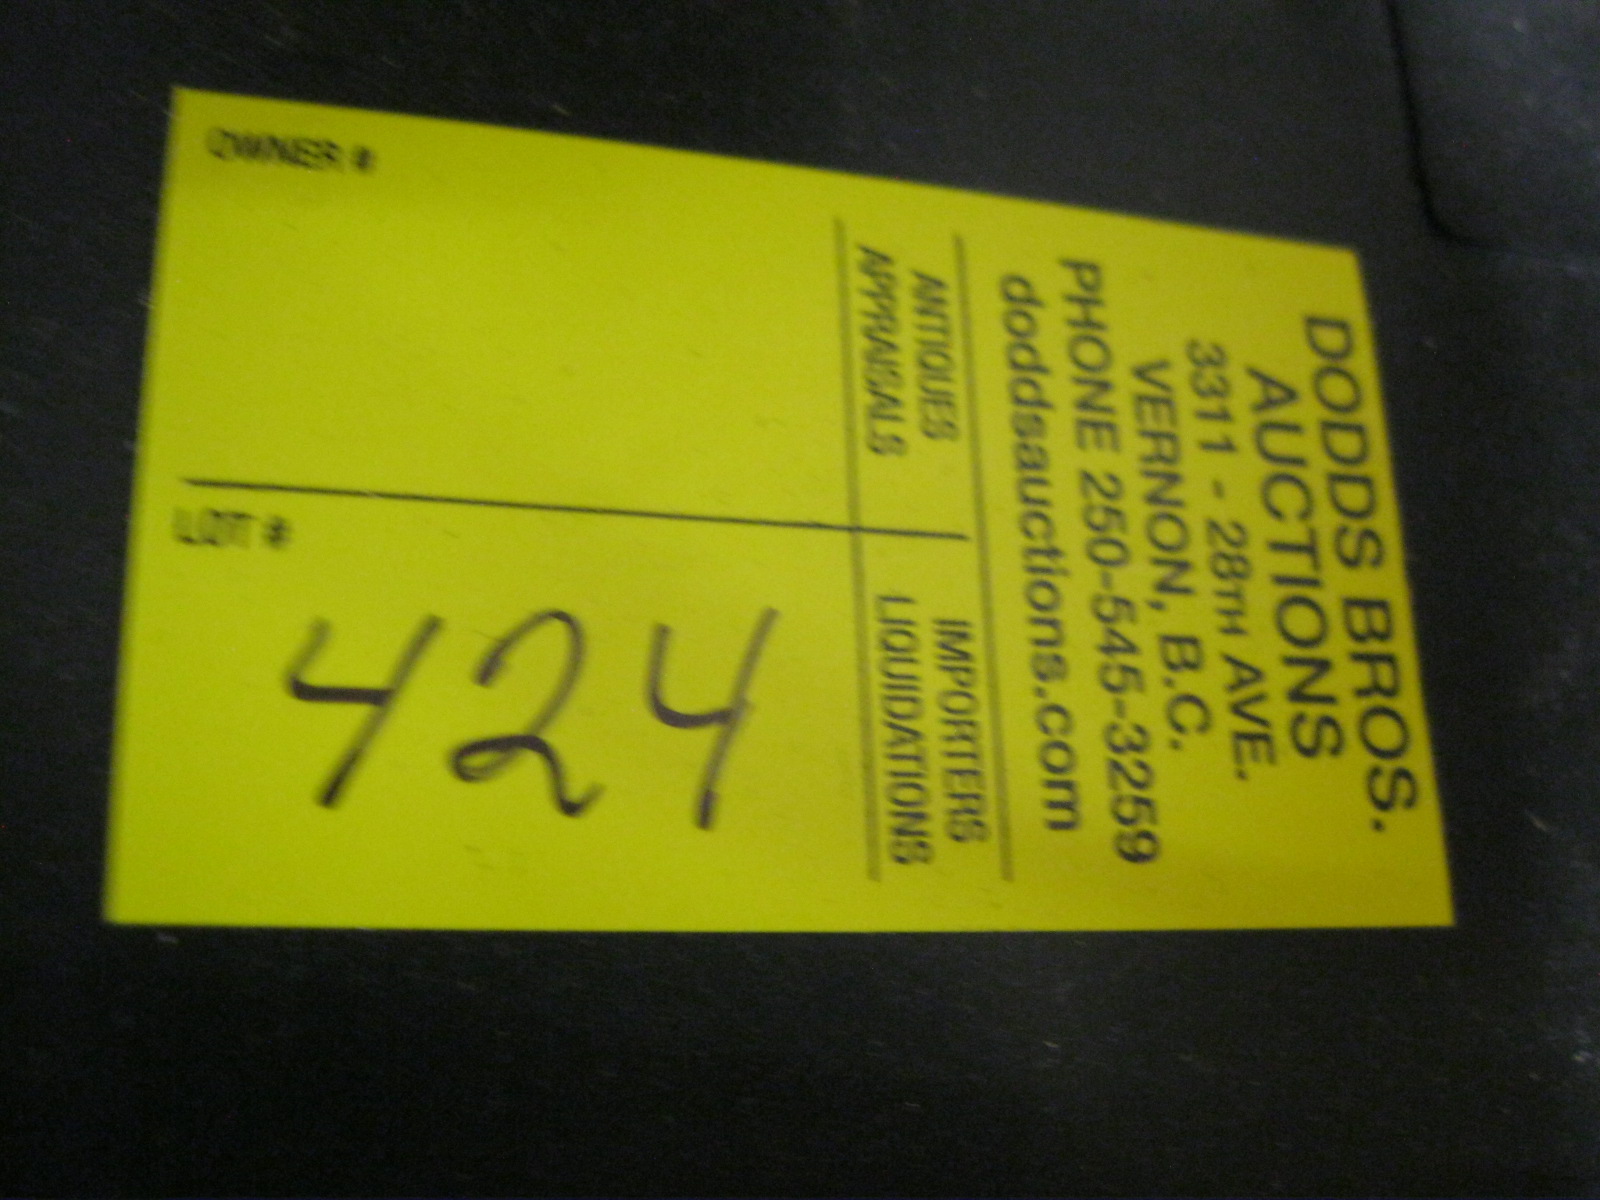 DODDS BROS.
AUCTIONS
3311 - 28TH AVE.
VERNON, B.C.
PHONE 250-545-3259
doddsauctions.com
ANTIQUES IMPORTERS
APPRAISALS LIQUIDATIONS
OWNER #
LOT #
424